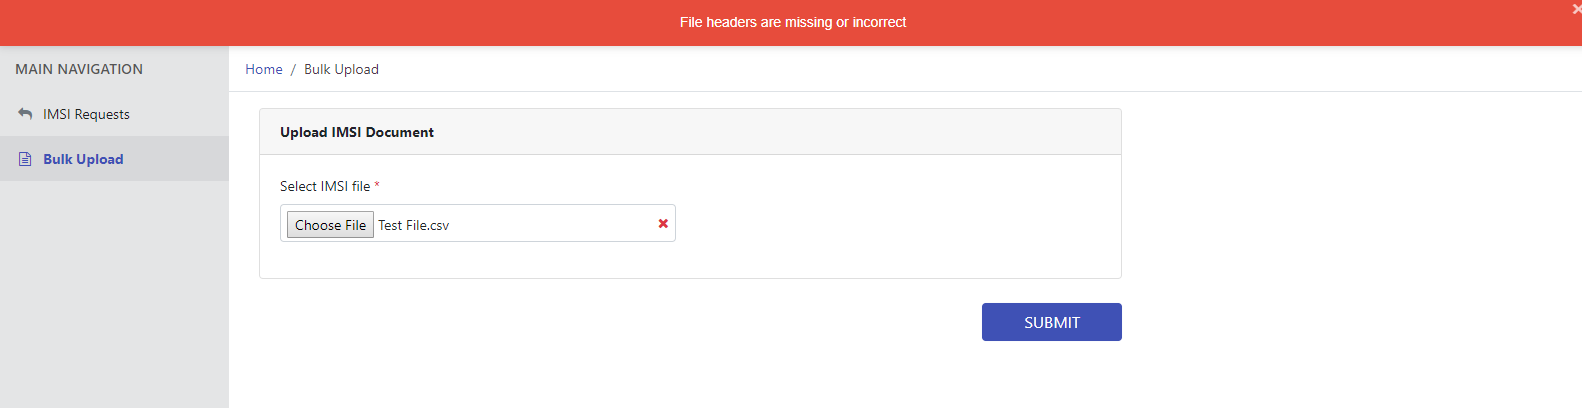 File headers are missing or incorrect
MAIN NAVIGATION
Home / Bulk Upload
IMSI Requests
Bulk Upload
Upload IMSI Document
Select IMSI file *
Choose File Test File.csv
SUBMIT